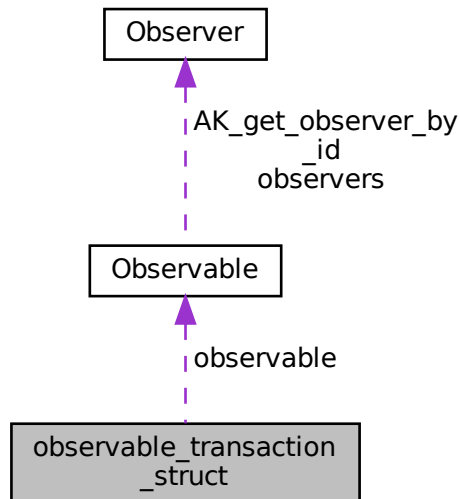 Observer
AK_get_observer_by
_id
observers
Observable
observable
observable_transaction
_struct